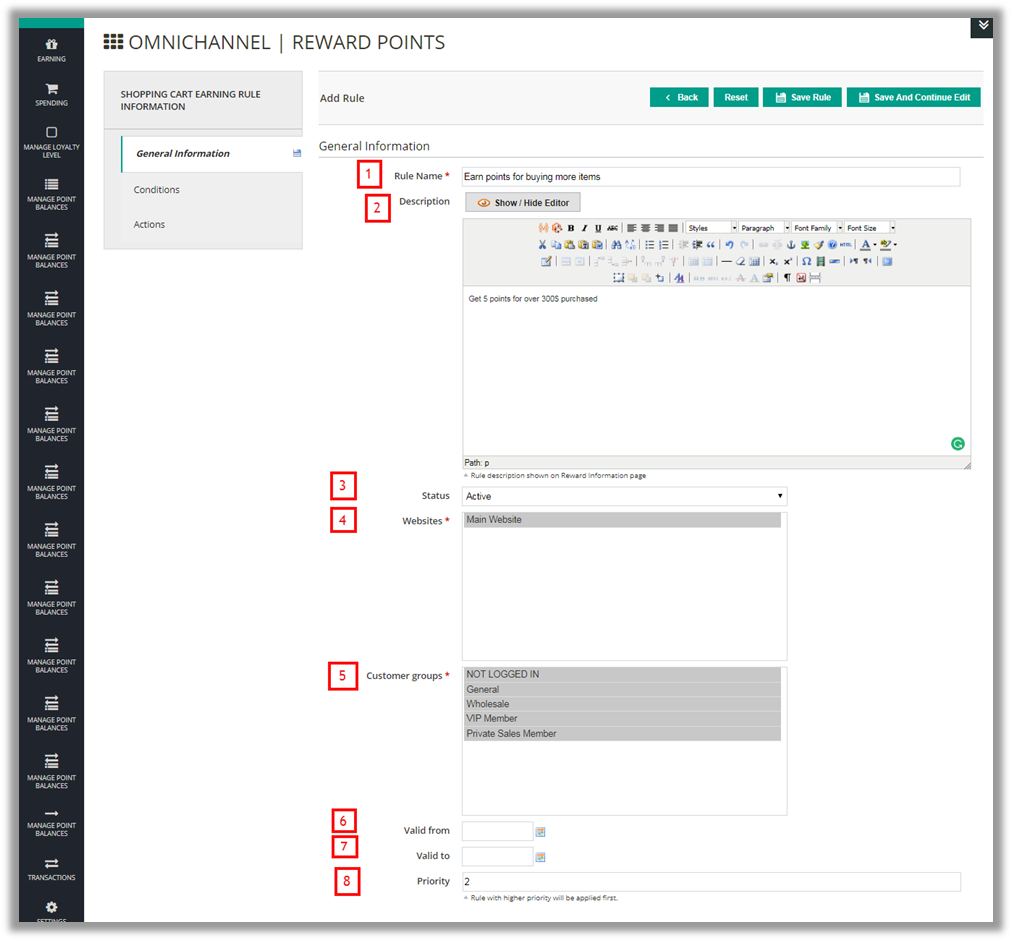 EARNING
SPENDING
MANAGE LOYALTY
LEVEL
MANAGE POINT
BALANCES
MANAGE POINT
BALANCES
MANAGE POINT
BALANCES
MANAGE POINT
BALANCES
MANAGE POINT
BALANCES
MANAGE POINT
BALANCES
MANAGE POINT
BALANCES
MANAGE POINT
BALANCES
MANAGE POINT
BALANCES
MANAGE POINT
BALANCES
MANAGE POINT
BALANCES
MANAGE POINT
BALANCES
TRANSACTIONS
SETTINGS
OMNICHANNEL | REWARD POINTS
SHOPPING CART EARNING RULE
INFORMATION
General Information
Conditions
Actions
Add Rule
Back Reset Save Rule Save And Continue Edit
General Information
1 Rule Name * Earn points for buying more items
2 Description Show / Hide Editor
B I U ABC Styles Paragraph Font Family Font Size
HTML A
Get 5 points for over 300$ purchased
Path: p
^ Rule description shown on Reward Information page
3 Status Active
4 Websites * Main Website
5 Customer groups * NOT LOGGED IN
General
Wholesale
VIP Member
Private Sales Member
6 Valid from
7 Valid to
8 Priority 2
^ Rule with higher priority will be applied first.